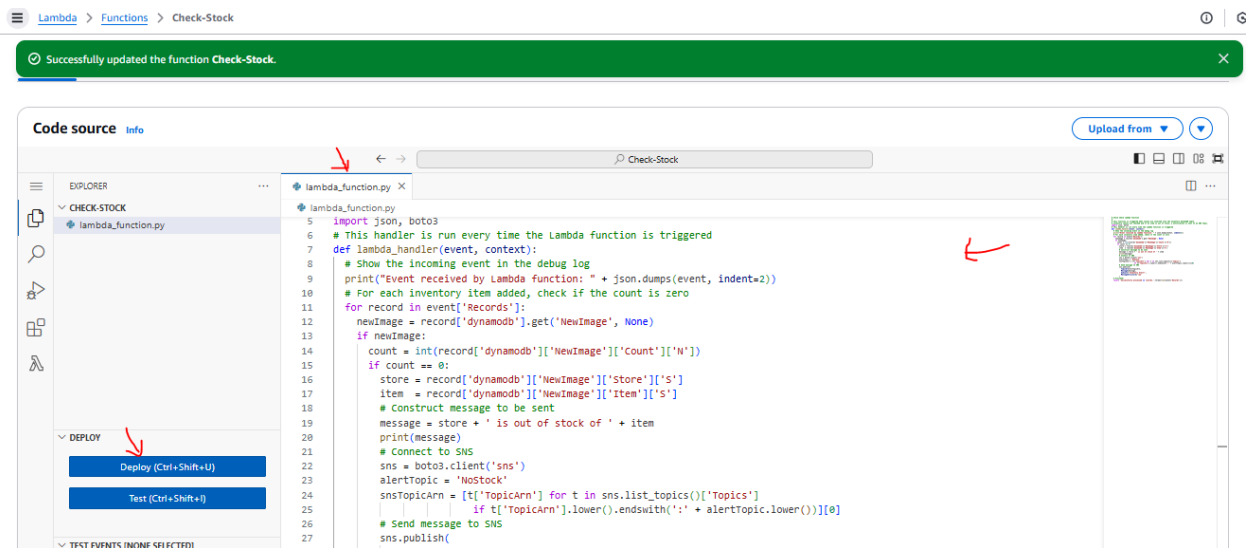 Lambda > Functions > Check-Stock
Successfully updated the function Check-Stock.
Code source Info
Upload from
Check-Stock
EXPLORER
lambda_function.py
CHECK-STOCK
lambda_function.py
lambda_function.py
5 import json, boto3
6 # This handler is run every time the Lambda function is triggered
7 def lambda_handler(event, context):
8 # Show the incoming event in the debug log
9 print("Event received by Lambda function: " + json.dumps(event, indent=2))
10 # For each inventory item added, check if the count is zero
11 for record in event['Records']:
12 newImage = record['dynamodb'].get('NewImage', None)
13 if newImage:
14 count = int(record['dynamodb']['NewImage']['Count']['N'])
15 if count == 0:
16 store = record['dynamodb']['NewImage']['Store']['S']
17 item  = record['dynamodb']['NewImage']['Item']['S']
18 # Construct message to be sent
19 message = store + ' is out of stock of ' + item
20 print(message)
21 # Connect to SNS
22 sns = boto3.client('sns')
23 alertTopic = 'NoStock'
24 snsTopicArn = [t['TopicArn'] for t in sns.list_topics()['Topics']
25 if t['TopicArn'].lower().endswith(':' + alertTopic.lower())][0]
26 # Send message to SNS
27 sns.publish(
DEPLOY
Deploy (Ctrl+Shift+U)
Test (Ctrl+Shift+I)
TEST EVENTS [NONE SELECTED]